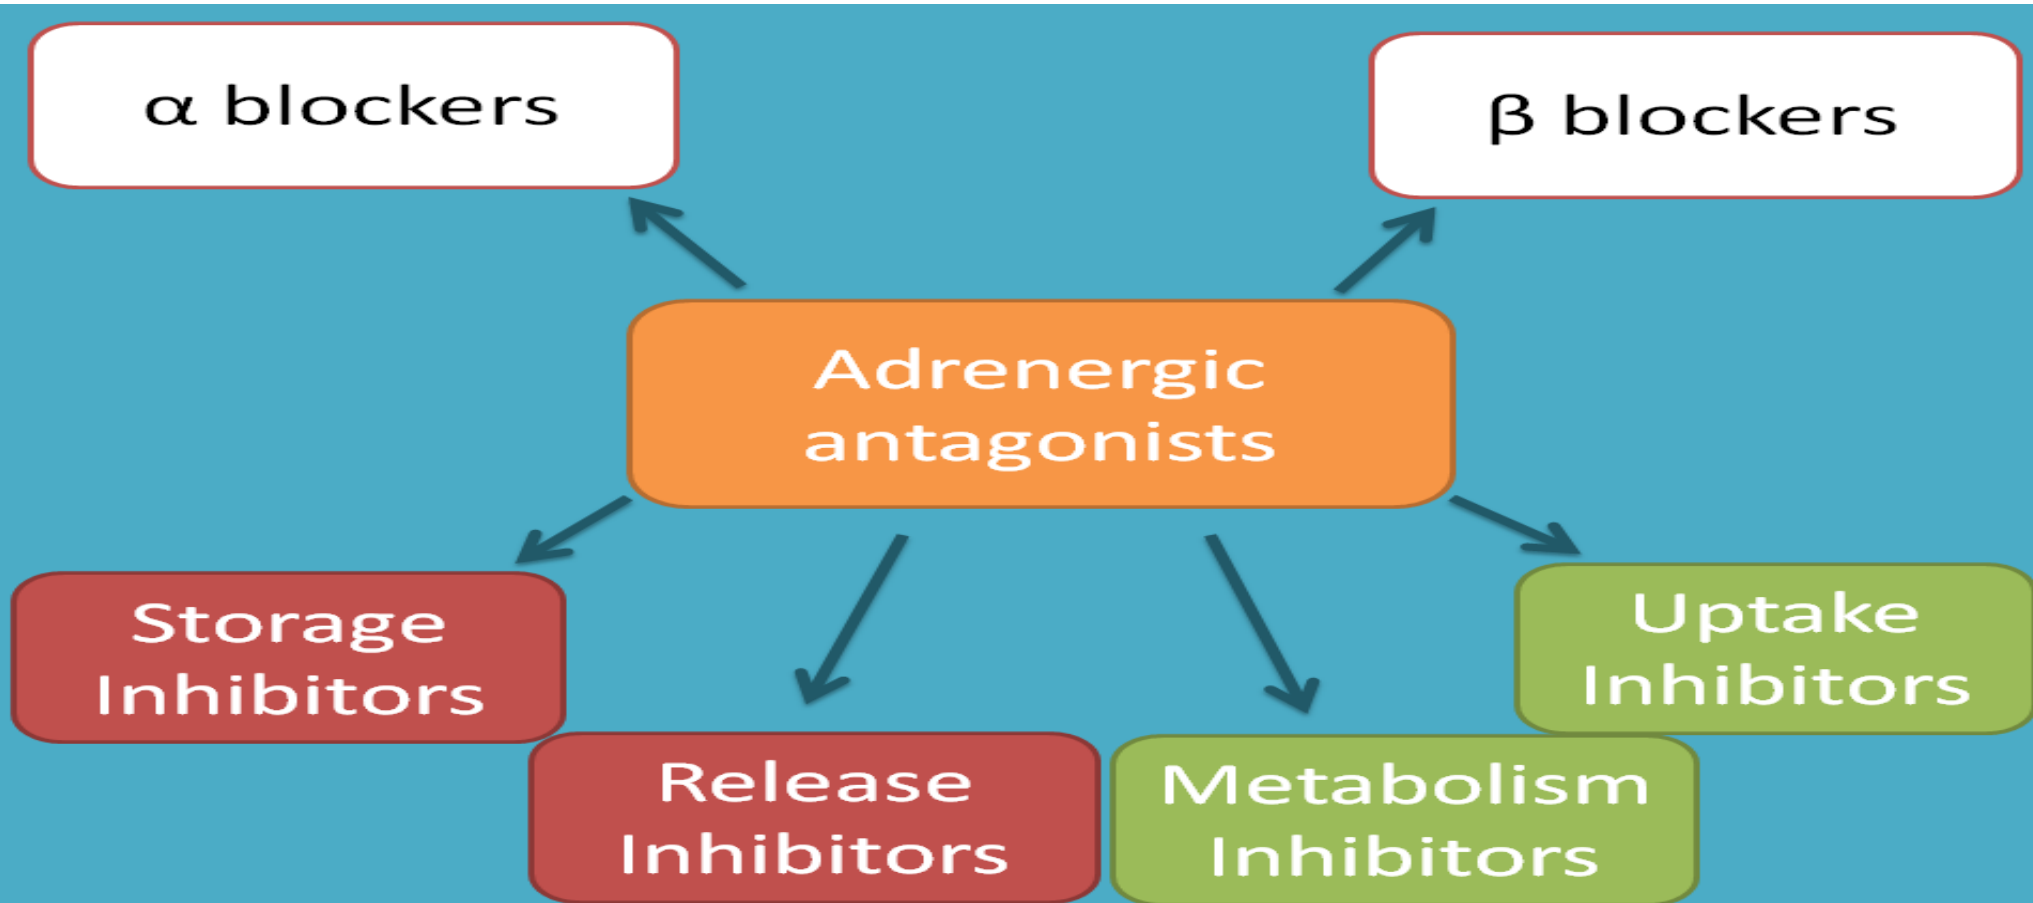 α blockers
β blockers
Adrenergic
antagonists
Storage
Inhibitors
Release
Inhibitors
Metabolism
Inhibitors
Uptake
Inhibitors